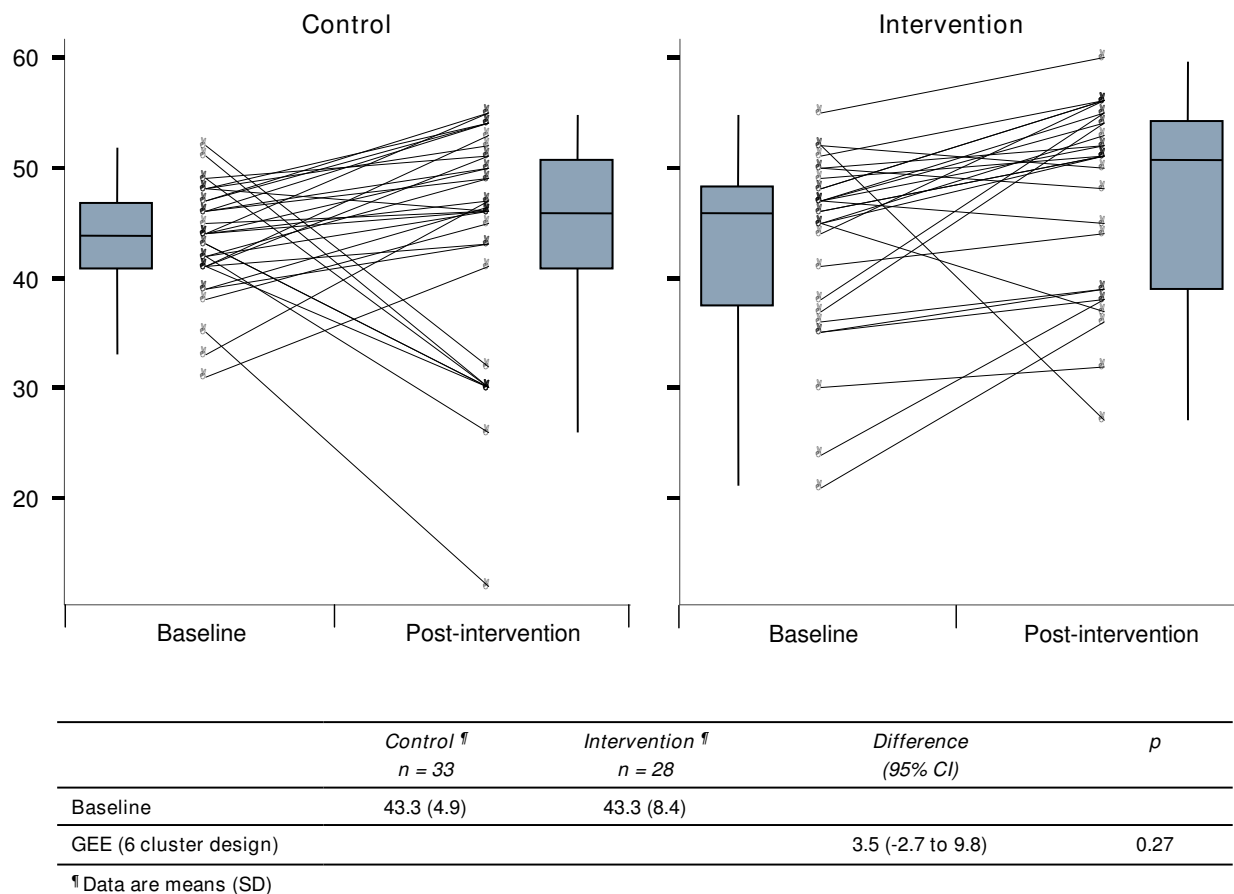 Control Intervention
60
50
40
30
20
Baseline Post-intervention Baseline Post-intervention
Control ¶ Intervention ¶ Difference p
n = 33 n = 28 (95% CI)
Baseline 43.3 (4.9) 43.3 (8.4)
GEE (6 cluster design) 3.5 (-2.7 to 9.8) 0.27
¶ Data are means (SD)